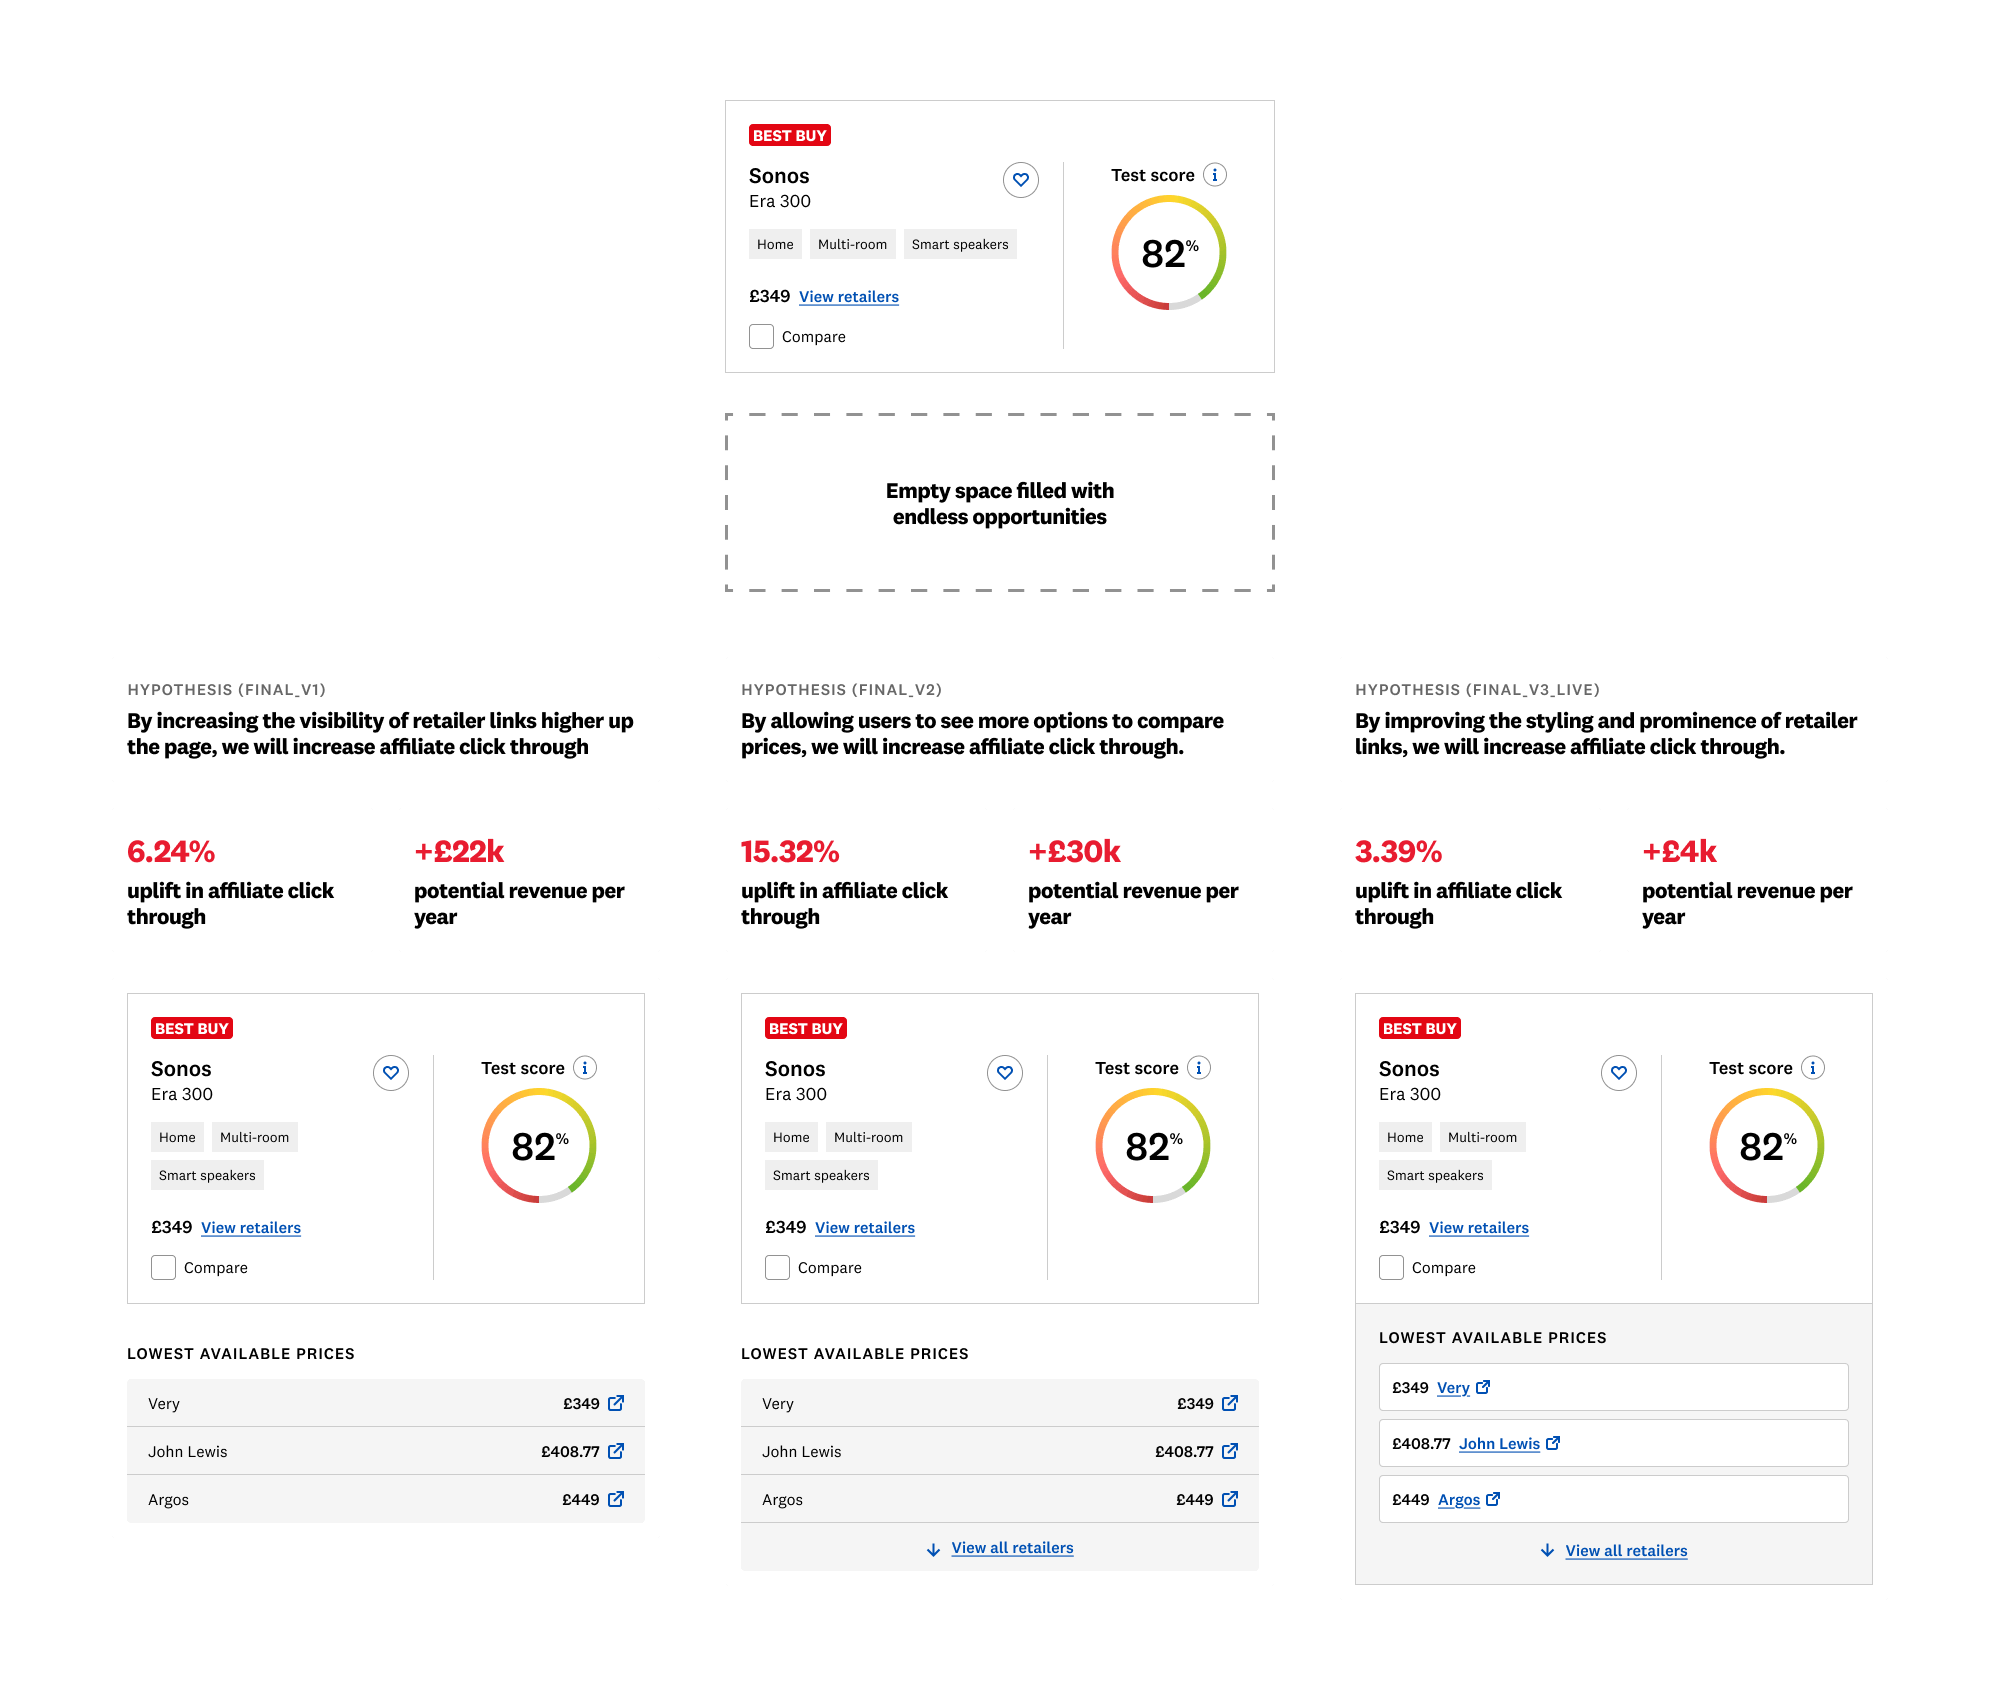 BEST BUY
Sonos
Era 300
Home Multi-room Smart speakers
£349 View retailers
Compare
Test score i
82%
Empty space filled with
endless opportunities
HYPOTHESIS (FINAL_V1)
By increasing the visibility of retailer links higher up
the page, we will increase affiliate click through
6.24%
uplift in affiliate click
through
+£22k
potential revenue per
year
BEST BUY
Sonos
Era 300
Home Multi-room
Smart speakers
£349 View retailers
Compare
Test score i
82%
LOWEST AVAILABLE PRICES
Very £349
John Lewis £408.77
Argos £449
HYPOTHESIS (FINAL_V2)
By allowing users to see more options to compare
prices, we will increase affiliate click through.
15.32%
uplift in affiliate click
through
+£30k
potential revenue per
year
BEST BUY
Sonos
Era 300
Home Multi-room
Smart speakers
£349 View retailers
Compare
Test score i
82%
LOWEST AVAILABLE PRICES
Very £349
John Lewis £408.77
Argos £449
View all retailers
HYPOTHESIS (FINAL_V3_LIVE)
By improving the styling and prominence of retailer
links, we will increase affiliate click through.
3.39%
uplift in affiliate click
through
+£4k
potential revenue per
year
BEST BUY
Sonos
Era 300
Home Multi-room
Smart speakers
£349 View retailers
Compare
Test score i
82%
LOWEST AVAILABLE PRICES
£349 Very
£408.77 John Lewis
£449 Argos
View all retailers